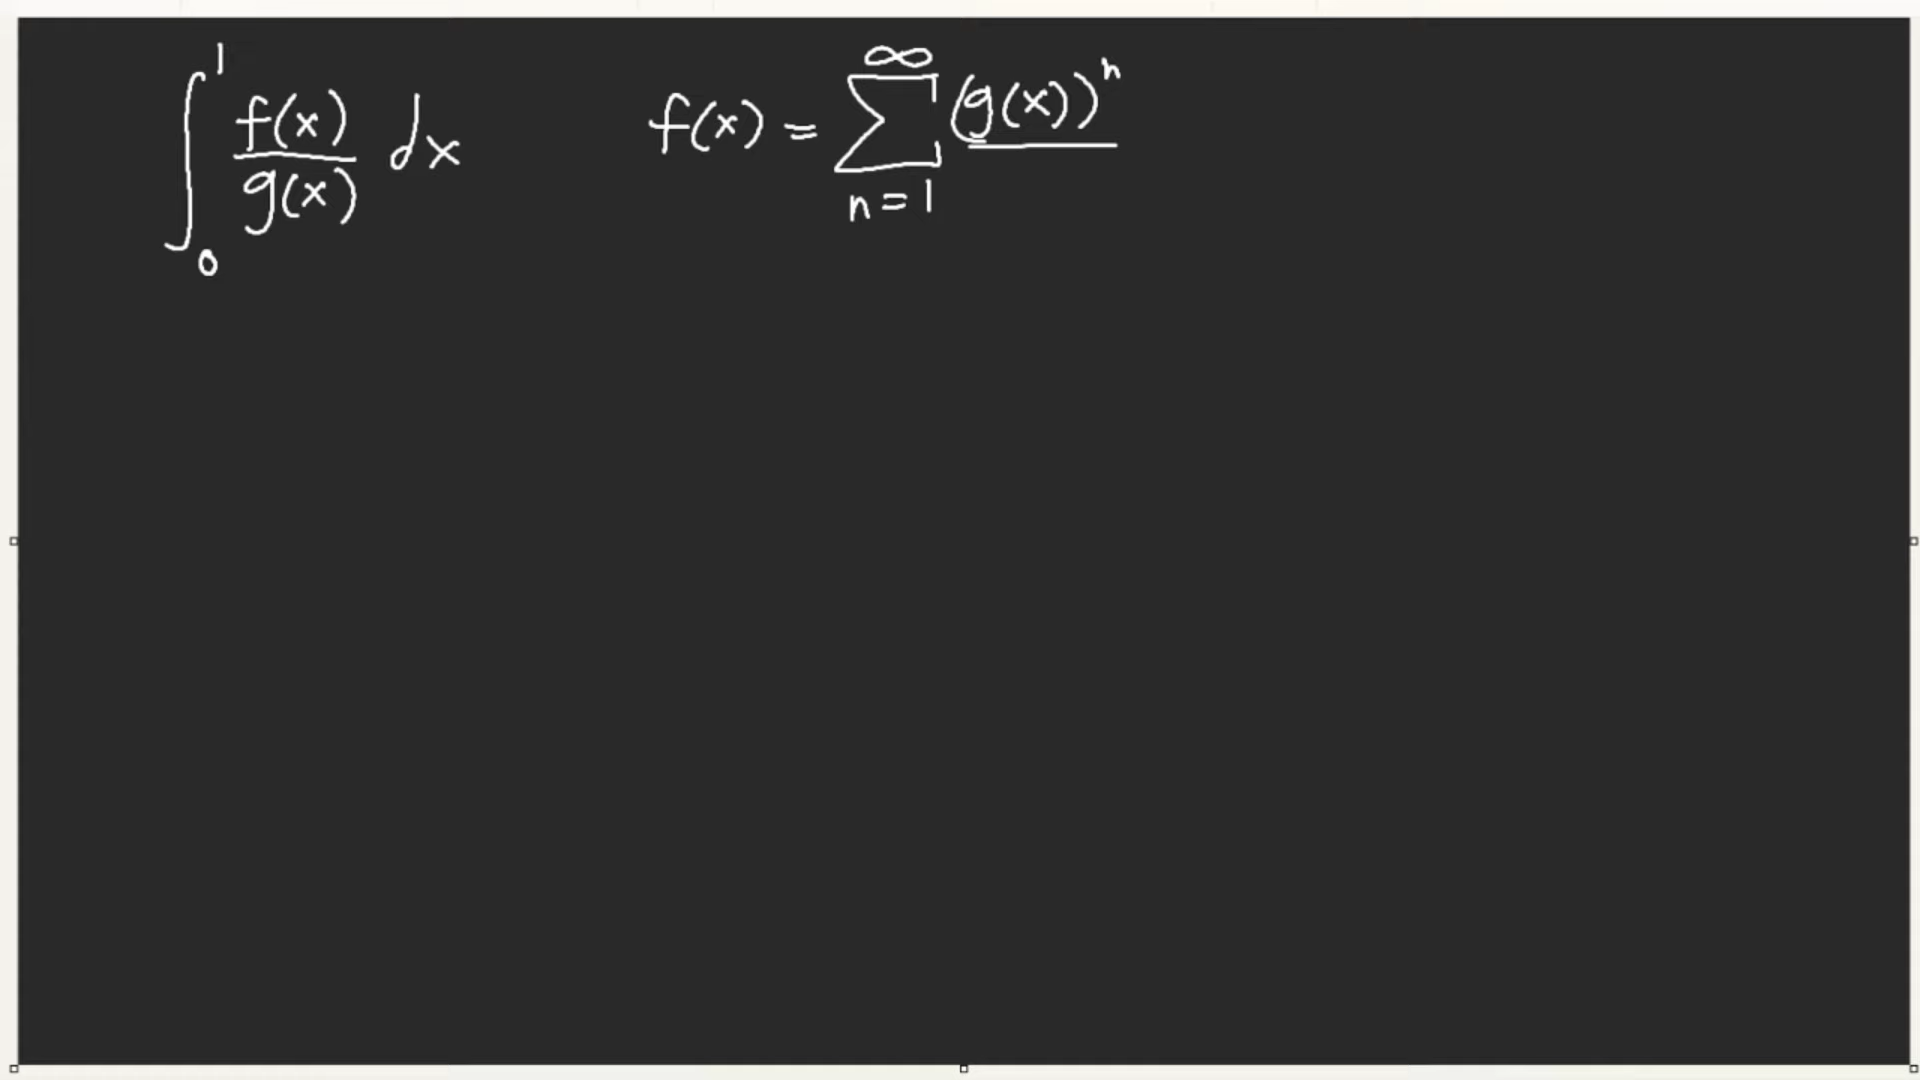 ∫₀¹ f(x)/g(x) dx
f(x) = ∑_{n=1}^{∞} (g(x))ⁿ